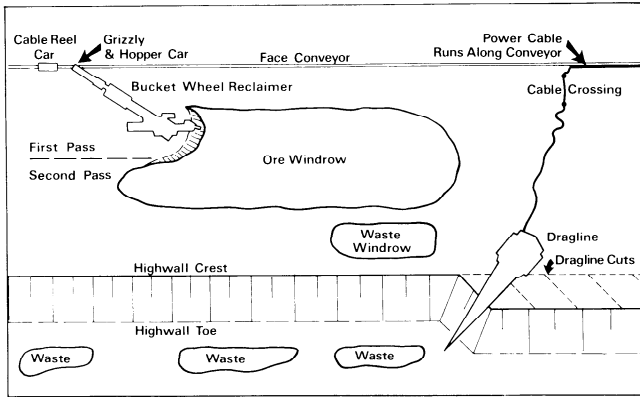 Cable Reel
Car
Grizzly
& Hopper Car
Face Conveyor
Power Cable
Runs Along Conveyor
Bucket Wheel Reclaimer
Cable Crossing
First Pass
Second Pass
Ore Windrow
Waste
Windrow
Dragline
Dragline Cuts
Highwall Crest
Highwall Toe
Waste
Waste
Waste